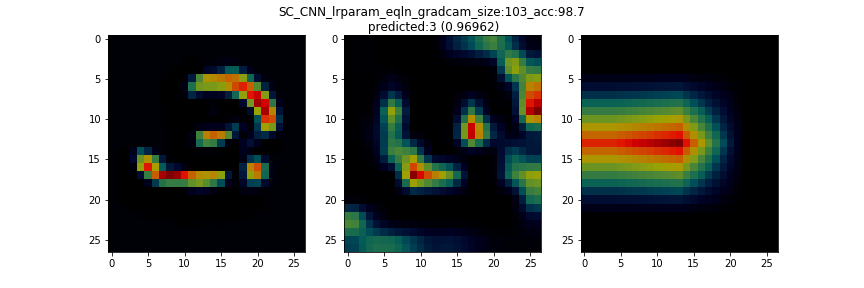 SC_CNN_lrparam_eqln_gradcam_size:103_acc:98.7
predicted:3 (0.96962)
0 0 0
5 5 5
10 10 10
15 15 15
20 20 20
25 25 25
0 5 10 15 20 25 0 5 10 15 20 25 0 5 10 15 20 25